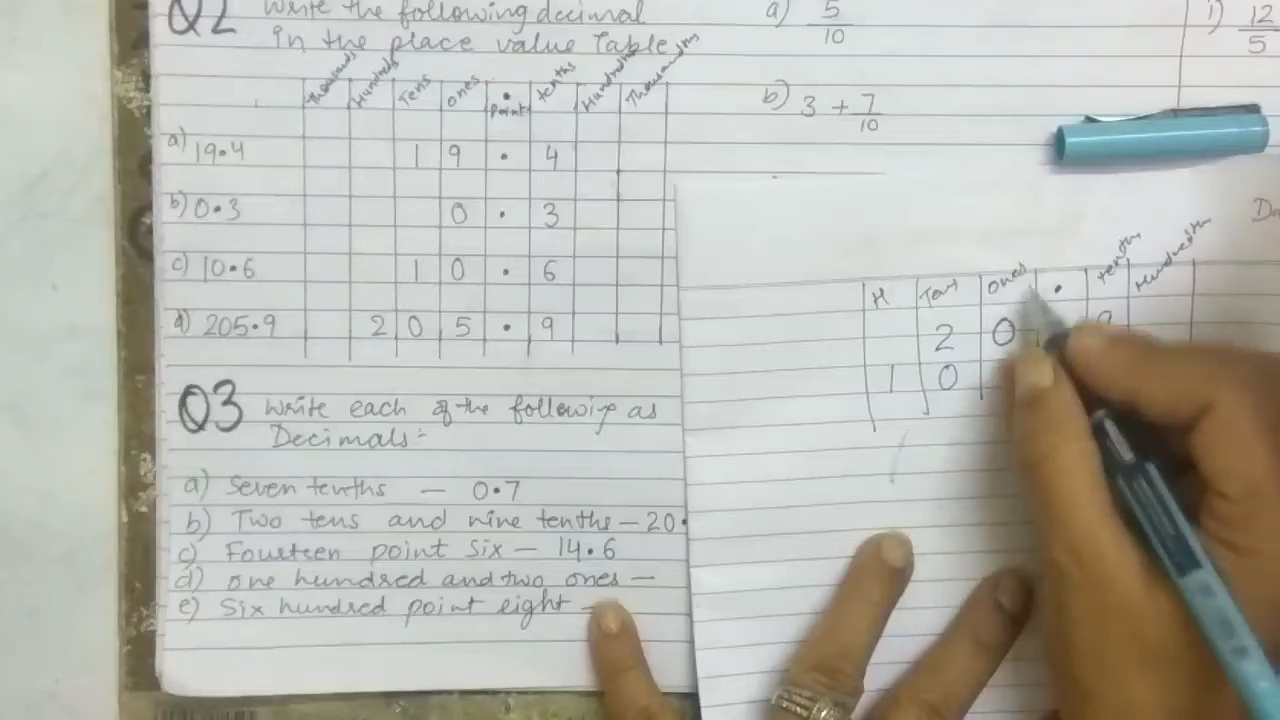 Q2 Write the following decimal
in the place value Table
Thousands Hundreds Tens ones • Point tenths Hundredths Thousandths
a) 19•4 1 9 • 4
b) 0•3 0 • 3
c) 10•6 1 0 • 6
d) 205•9 2 0 5 • 9
Q3 Write each of the following as
Decimals:-
a) Seven tenths — 0•7
b) Two tens and nine tenths — 20•
c) Fourteen point six — 14•6
d) one hundred and two ones —
e) Six hundred point eight —
a) 5/10
b) 3 + 7/10
i) 12/5
H Tens ones • tenths Hundredths
2 0 9
1 0